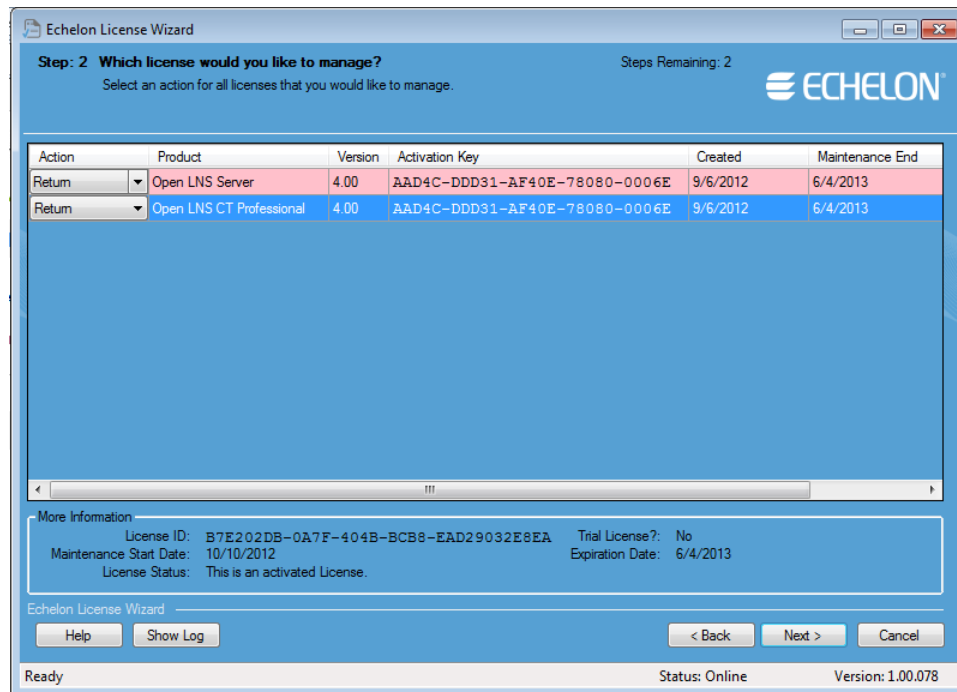 Echelon License Wizard
Step: 2 Which license would you like to manage? Steps Remaining: 2
Select an action for all licenses that you would like to manage.
ECHELON
Action Product Version Activation Key Created Maintenance End
Return Open LNS Server 4.00 AAD4C-DDD31-AF40E-78080-0006E 9/6/2012 6/4/2013
Return Open LNS CT Professional 4.00 AAD4C-DDD31-AF40E-78080-0006E 9/6/2012 6/4/2013
More Information
License ID: B7E202DB-0A7F-404B-BCB8-EAD29032E8EA Trial License?: No
Maintenance Start Date: 10/10/2012 Expiration Date: 6/4/2013
License Status: This is an activated License.
Echelon License Wizard
Help Show Log < Back Next > Cancel
Ready Status: Online Version: 1.00.078